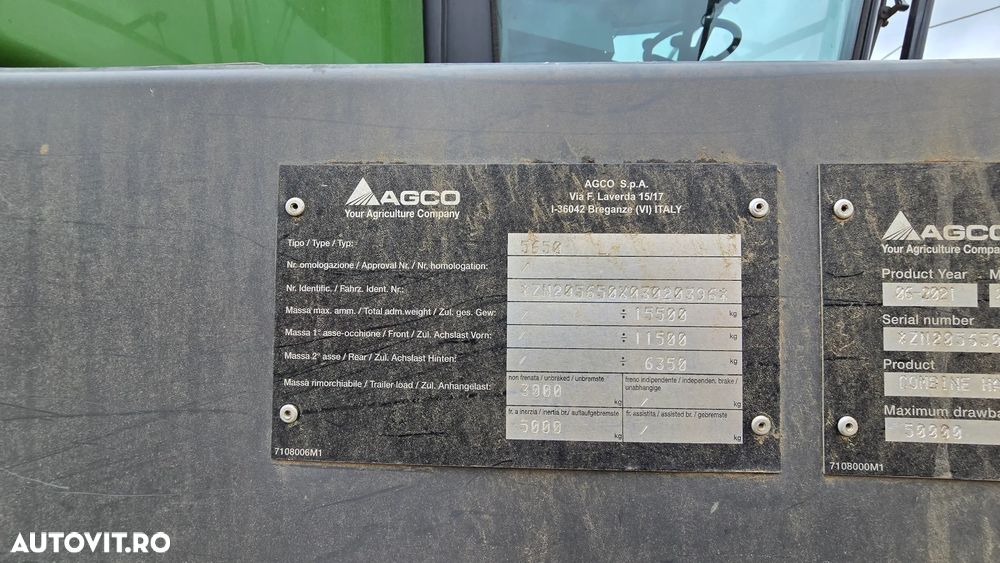 AGCO
Your Agriculture Company
AGCO S.p.A.
Via F. Laverda 15/17
I-36042 Breganze (VI) ITALY
Tipo / Type / Typ: 5650
Nr. omologazione / Approval Nr. / Nr. homologation: /
Nr. Identific. / Fahrz. Ident. Nr.:
Massa max. amm. / Total adm.weight / Zul. ges. Gew: / ÷ 15500 kg
Massa 1° asse-occhione / Front / Zul. Achslast Vorn: / ÷ 11500 kg
Massa 2° asse / Rear / Zul. Achslast Hinten: / ÷ 6350 kg
Massa rimorchiabile / Trailer load / Zul. Anhangelast:
non frenata / unbraked / unbremste
3000 kg
freno indipendente / independen. brake / unabhängige
/ kg
fr. a inerzia / inertia br./ auflaufgebremste
5000 kg
fr. assistita / assisted br. / gebremste
/ kg
7108006M1
AGCO
Your Agriculture Company
Product Year M
06-2021
Serial number
*ZN205650
Product
COMBINE HA
Maximum drawba
50000
7108000M1
AUTOVIT.RO